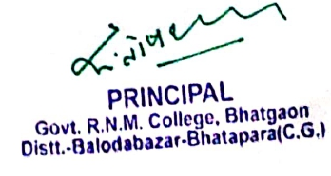 PRINCIPAL
Govt. R.N.M. College, Bhatgaon
Distt.-Balodabazar-Bhatapara(C.G.)